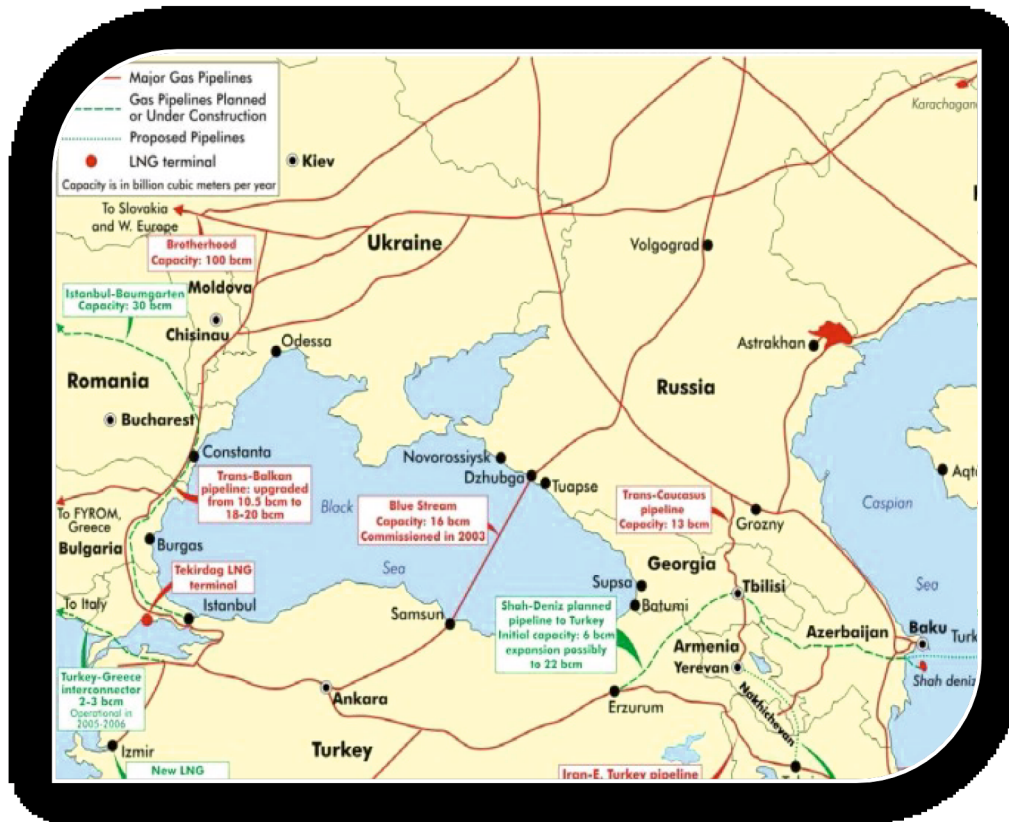 Major Gas Pipelines
Gas Pipelines Planned
or Under Construction
Proposed Pipelines
LNG terminal
Capacity is in billion cubic meters per year
Karachagan
Kiev
To Slovakia
and W. Europe
Brotherhood
Capacity: 100 bcm
Ukraine
Volgograd
Istanbul-Baumgarten
Capacity: 30 bcm
Moldova
Chisinau
Odessa
Astrakhan
Romania
Russia
Bucharest
Constanta
Novorossiysk
Dzhubga
Tuapse
Aqt
Trans-Balkan
pipeline: upgraded
from 10.5 bcm to
18-20 bcm
Black
Blue Stream
Capacity: 16 bcm
Commissioned in 2003
Trans-Caucasus
pipeline
Capacity: 13 bcm
Caspian
Grozny
To FYROM,
Greece
Bulgaria
Burgas
Sea
Georgia
Tekirdag LNG
terminal
Supsa
Tbilisi
Sea
To Italy
Istanbul
Samsun
Batumi
Shah-Deniz planned
pipeline to Turkey
Initial capacity: 6 bcm
expansion possibly
to 22 bcm
Armenia
Yerevan
Azerbaijan
Baku
Turk
Shah deniz
Turkey-Greece
interconnector
2-3 bcm
Operational in
2005-2006
Ankara
Erzurum
Nakhichevan
Izmir
Turkey
New LNG
Iran-E. Turkey pipeline